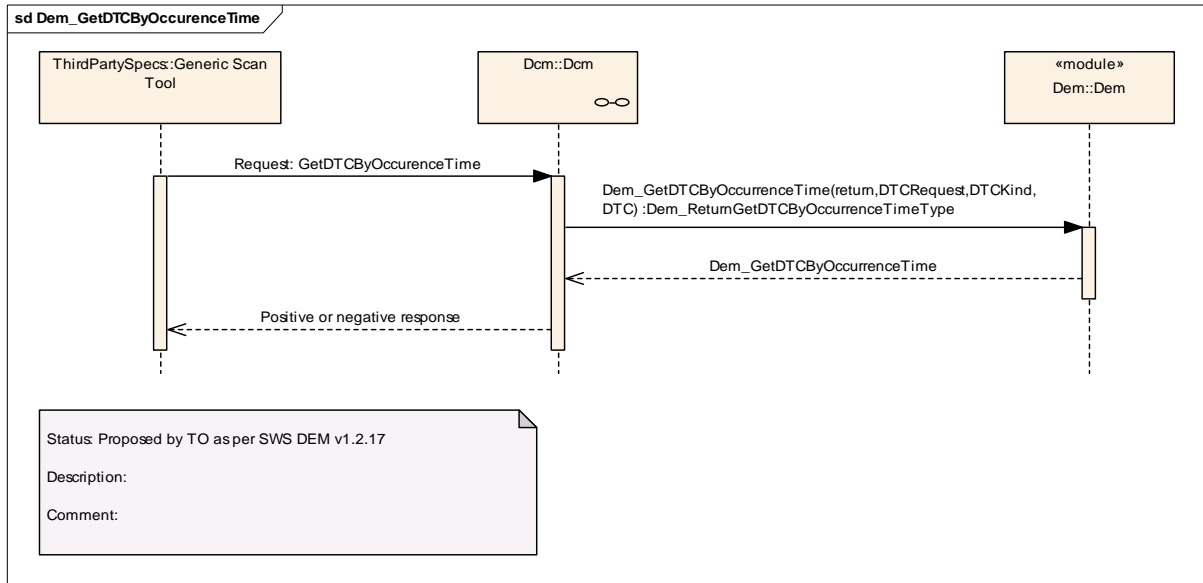 sd Dem_GetDTCByOccurenceTime
ThirdPartySpecs::Generic Scan
Tool
Dcm::Dcm
«module»
Dem::Dem
Request: GetDTCByOccurenceTime
Dem_GetDTCByOccurrenceTime(return,DTCRequest,DTCKind,
DTC) :Dem_ReturnGetDTCByOccurrenceTimeType
Dem_GetDTCByOccurrenceTime
Positive or negative response
Status: Proposed by TO as per SWS DEM v1.2.17
Description:
Comment: